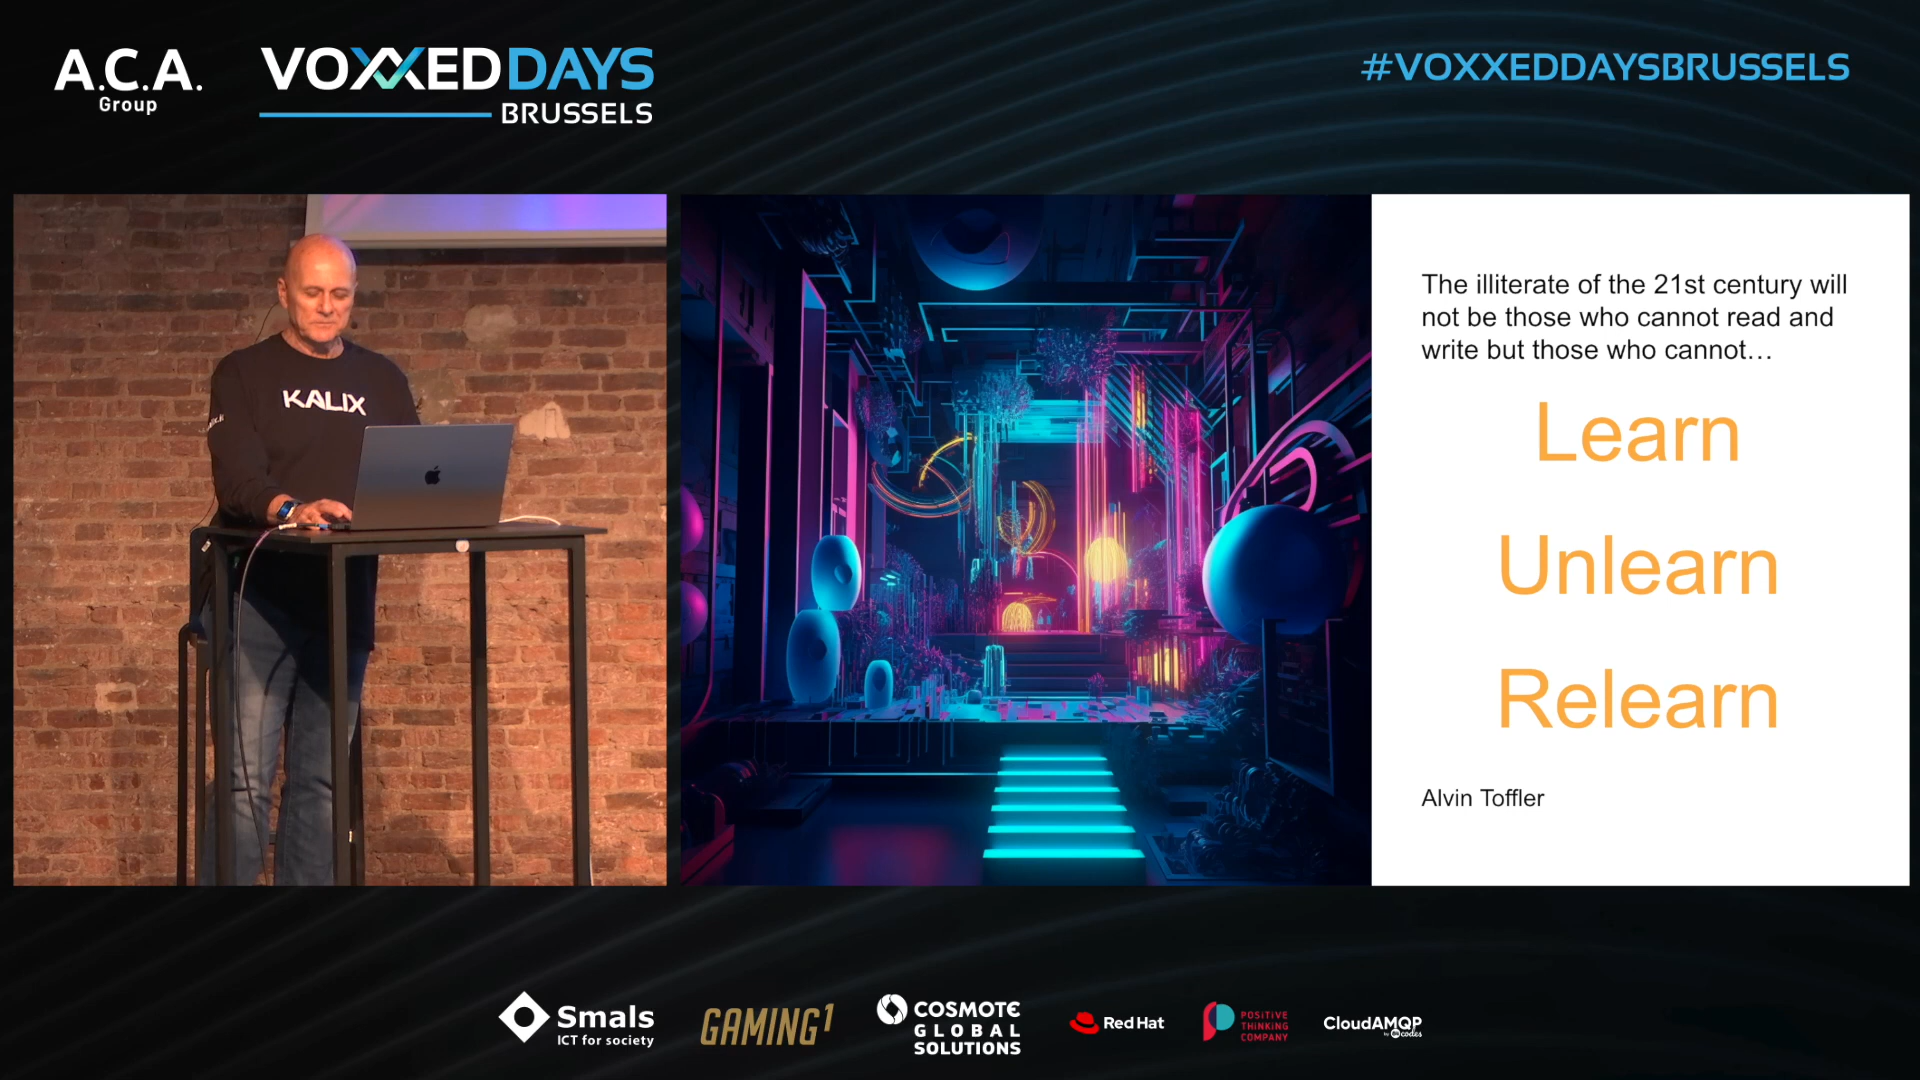 A.C.A.
Group
VOXXED DAYS
BRUSSELS
#VOXXEDDAYSBRUSSELS
KALIX
The illiterate of the 21st century will
not be those who cannot read and
write but those who cannot…
Learn
Unlearn
Relearn
Alvin Toffler
Smals
ICT for society
GAMING1
COSMOTE
GLOBAL
SOLUTIONS
Red Hat
POSITIVE
THINKING
COMPANY
CloudAMQP